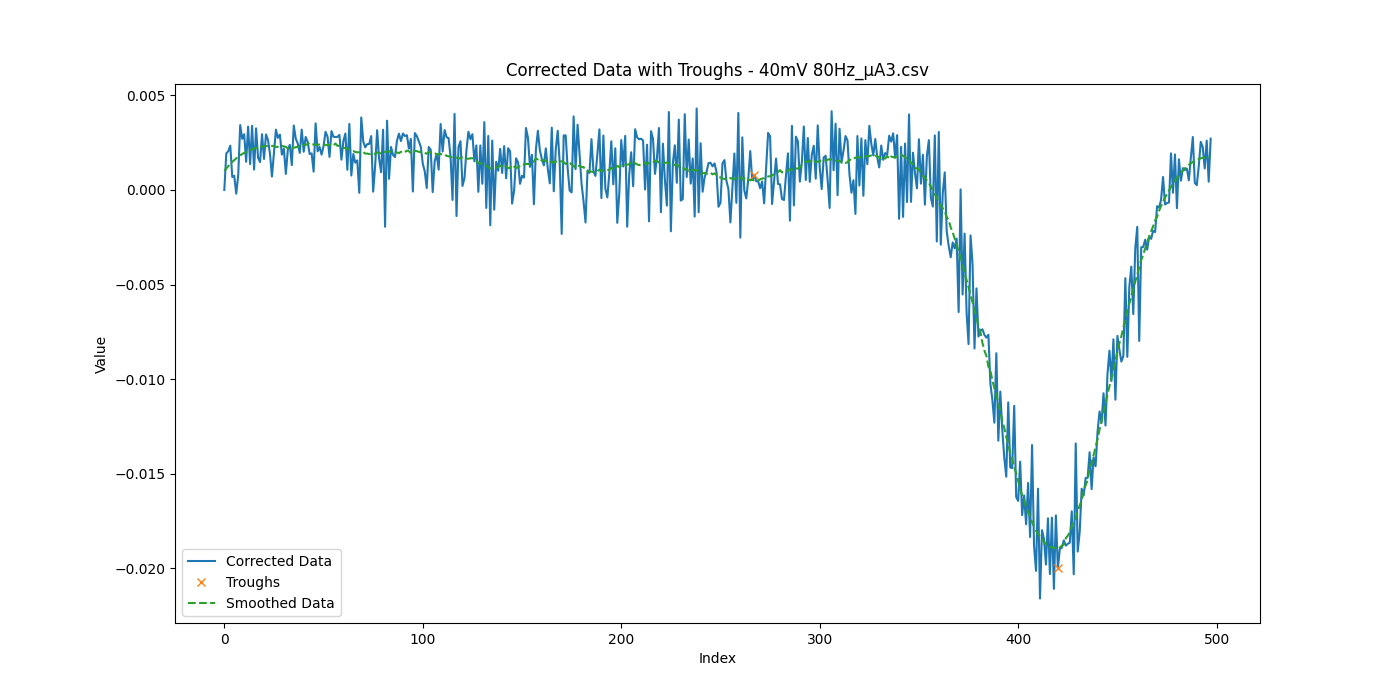 Corrected Data with Troughs - 40mV 80Hz_μA3.csv
0.005
0.000
−0.005
−0.010
−0.015
−0.020
Value
Corrected Data
Troughs
Smoothed Data
0 100 200 300 400 500
Index